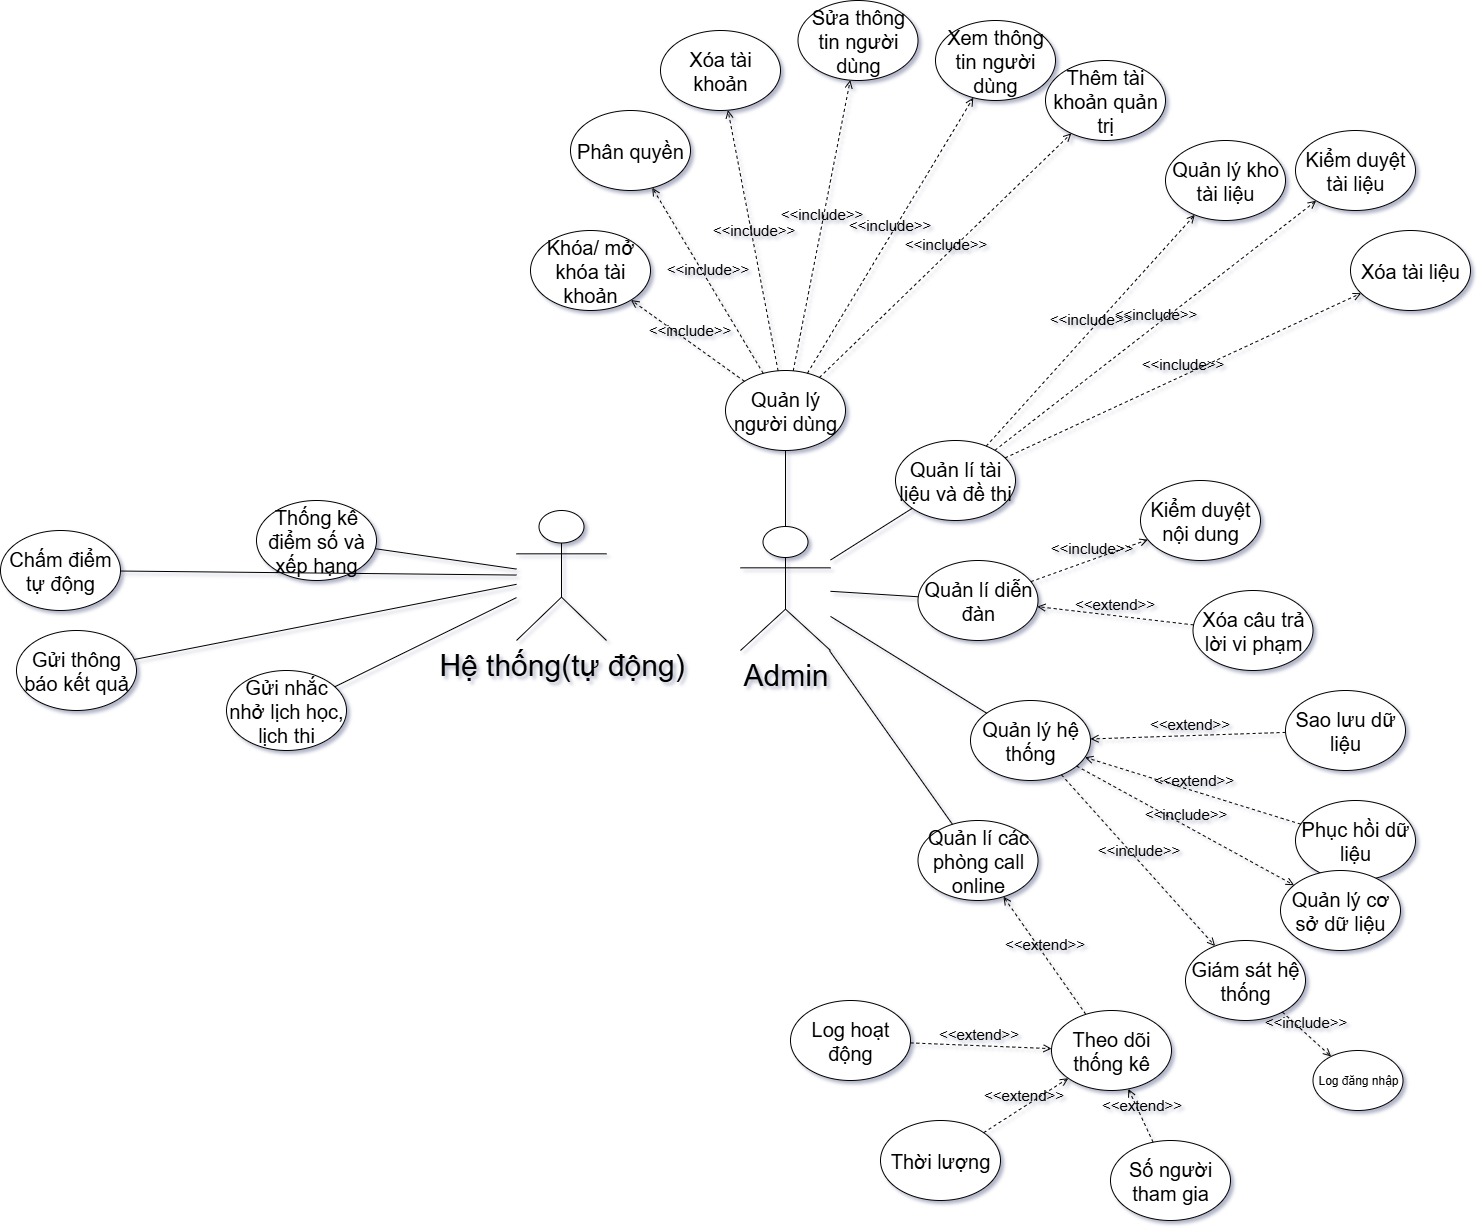 Sửa thông
tin người
dùng
Xem thông
tin người
dùng
Xóa tài
khoản
Thêm tài
khoản quản
trị
Phân quyền
Quản lý kho
tài liệu
Kiểm duyệt
tài liệu
Khóa/ mở
khóa tài
khoản
Xóa tài liệu
<<include>>
<<include>>
<<include>>
<<include>>
<<include>>
<<include>>
<<include>>
<<include>>
<<include>>
Quản lý
người dùng
Quản lí tài
liệu và đề thi
Thống kê
điểm số và
xếp hạng
Chấm điểm
tự động
Gửi thông
báo kết quả
Gửi nhắc
nhở lịch học,
lịch thi
Hệ thống(tự động)
Admin
Kiểm duyệt
nội dung
<<include>>
Quản lí diễn
đàn
<<extend>>
Xóa câu trả
lời vi phạm
Quản lý hệ
thống
<<extend>>
Sao lưu dữ
liệu
<<extend>>
<<include>>
<<include>>
Phục hồi dữ
liệu
Quản lí các
phòng call
online
Quản lý cơ
sở dữ liệu
<<extend>>
Giám sát hệ
thống
<<include>>
Log đăng nhập
Log hoạt
động
<<extend>>
Theo dõi
thống kê
<<extend>>
<<extend>>
Thời lượng
Số người
tham gia